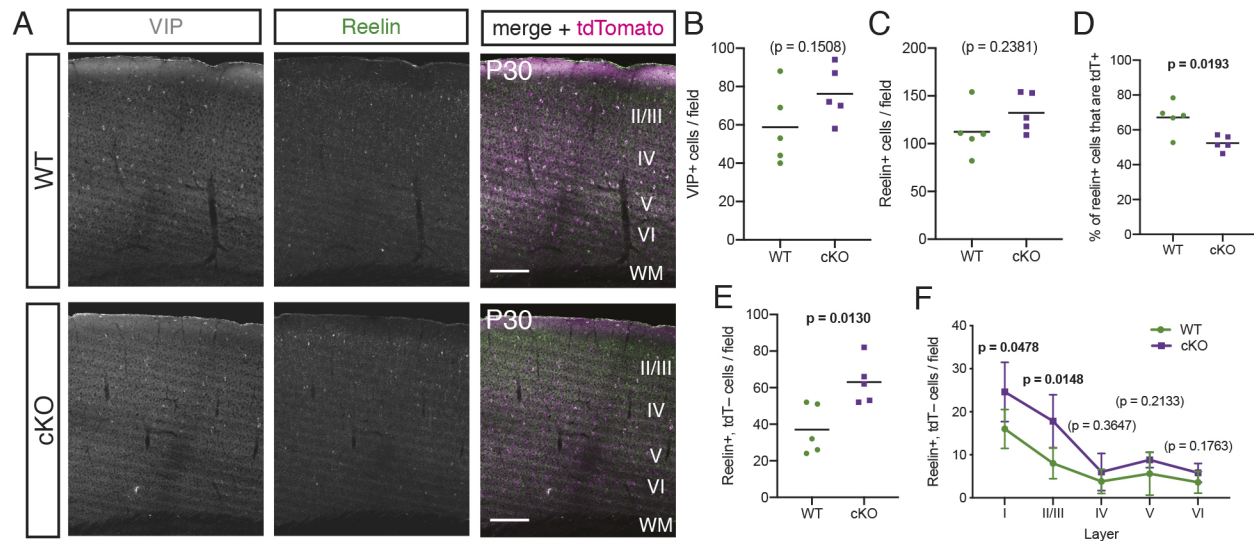 A
VIP
Reelin
merge + tdTomato
WT
P30
II/III
IV
V
VI
WM
cKO
P30
II/III
IV
V
VI
WM
B
(p = 0.1508)
VIP+ cells / field
100
80
60
40
20
0
WT
cKO
C
(p = 0.2381)
Reelin+ cells / field
200
150
100
50
0
WT
cKO
D
p = 0.0193
% of reelin+ cells that are tdT+
100
80
60
40
20
0
WT
cKO
E
p = 0.0130
Reelin+, tdT– cells / field
100
80
60
40
20
0
WT
cKO
F
WT
cKO
p = 0.0478
p = 0.0148
(p = 0.3647)
(p = 0.2133)
(p = 0.1763)
Reelin+, tdT– cells / field
40
30
20
10
0
I
II/III
IV
V
VI
Layer